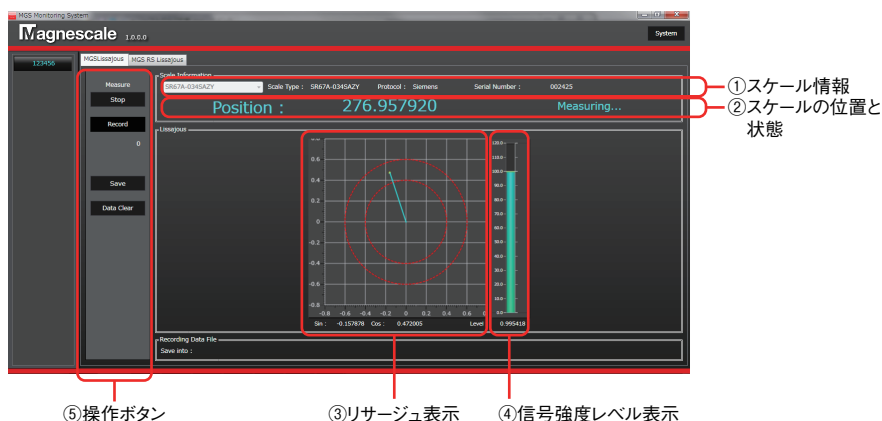 MGS Monitoring System
Magnescale 1.0.0.0
System
123456
MGSLissajous MGS RS Lissajous
Measure
Stop
Record
0
Save
Data Clear
Scale Information
SR67A-034SAZY Scale Type : SR67A-034SAZY Protocol : Siemens Serial Number : 002425
Position : 276.957920 Measuring...
Lissajous
0.6
0.4
0.2
0
-0.2
-0.4
-0.6
-0.8
-0.8 -0.6 -0.4 -0.2 0 0.2 0.4 0.6
120.0
110.0
100.0
90.0
80.0
70.0
60.0
50.0
40.0
30.0
20.0
10.0
0.0
Sin : -0.157878 Cos : 0.472005 Level 0.995418
Recording Data File
Save into :
①スケール情報
②スケールの位置と
状態
⑤操作ボタン
③リサージュ表示
④信号強度レベル表示